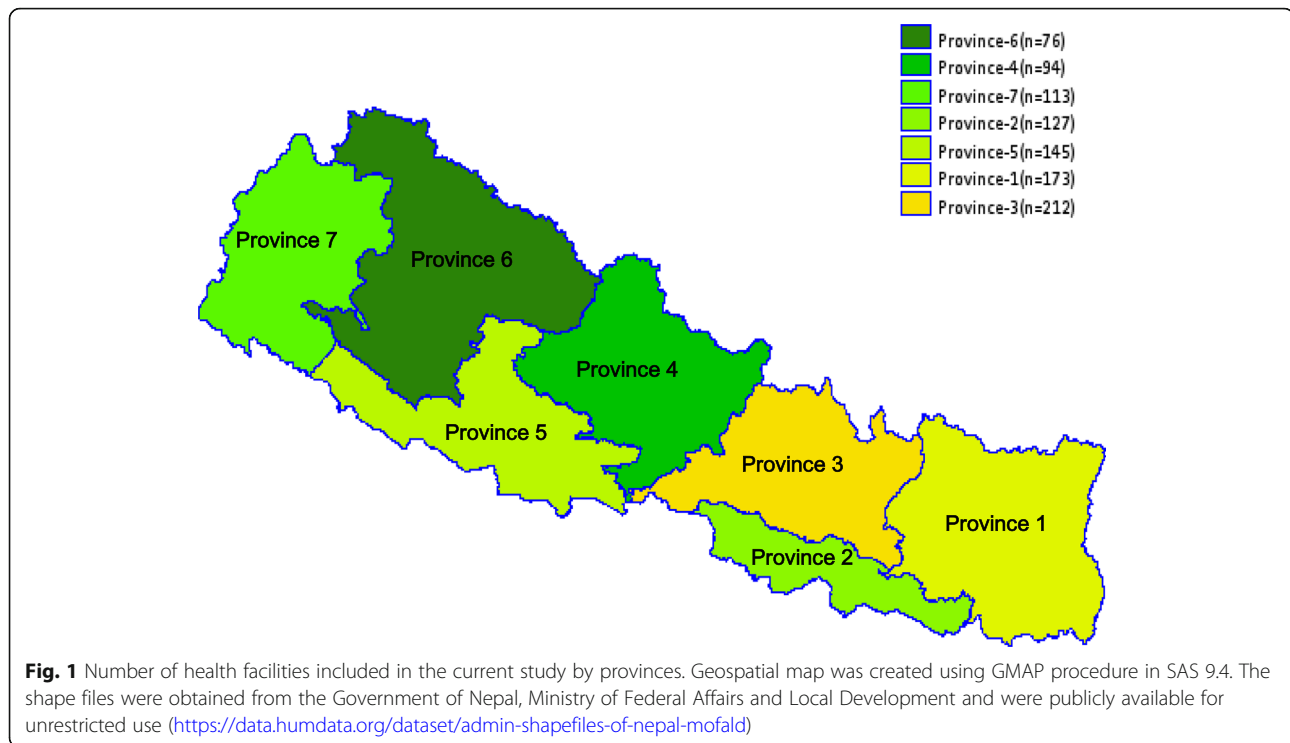 Province-6(n=76)
Province-4(n=94)
Province-7(n=113)
Province-2(n=127)
Province-5(n=145)
Province-1(n=173)
Province-3(n=212)
Province 7
Province 6
Province 4
Province 5
Province 3
Province 1
Province 2
Fig. 1 Number of health facilities included in the current study by provinces. Geospatial map was created using GMAP procedure in SAS 9.4. The
shape files were obtained from the Government of Nepal, Ministry of Federal Affairs and Local Development and were publicly available for
unrestricted use (https://data.humdata.org/dataset/admin-shapefiles-of-nepal-mofald)